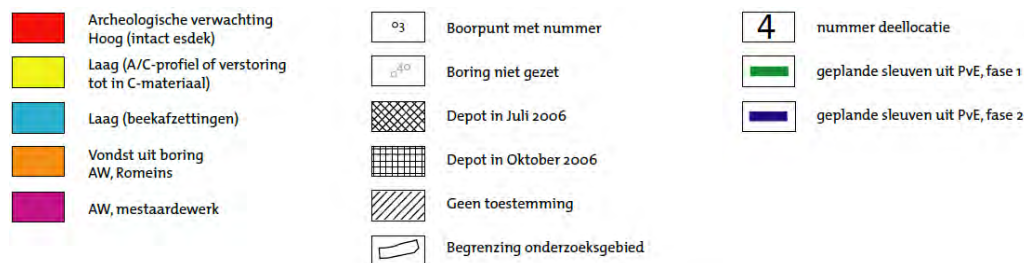 Archeologische verwachting
Hoog (intact esdek)
Laag (A/C-profiel of verstoring
tot in C-materiaal)
Laag (beekafzettingen)
Vondst uit boring
AW, Romeins
AW, mestaardewerk
03
Boorpunt met nummer
40
Boring niet gezet
Depot in Juli 2006
Depot in Oktober 2006
Geen toestemming
Begrenzing onderzoeksgebied
4
nummer deellocatie
geplande sleuven uit PvE, fase 1
geplande sleuven uit PvE, fase 2